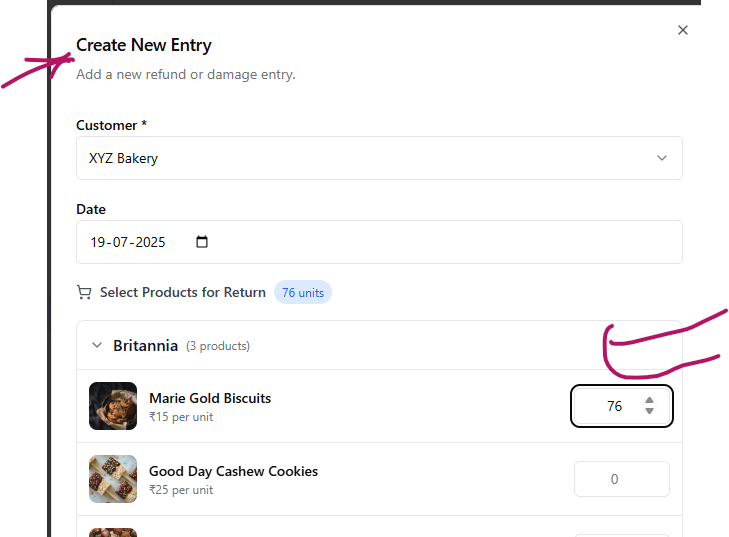 Create New Entry
Add a new refund or damage entry.
Customer *
XYZ Bakery
Date
19-07-2025
Select Products for Return 76 units
Britannia (3 products)
Marie Gold Biscuits 76
₹15 per unit
Good Day Cashew Cookies 0
₹25 per unit